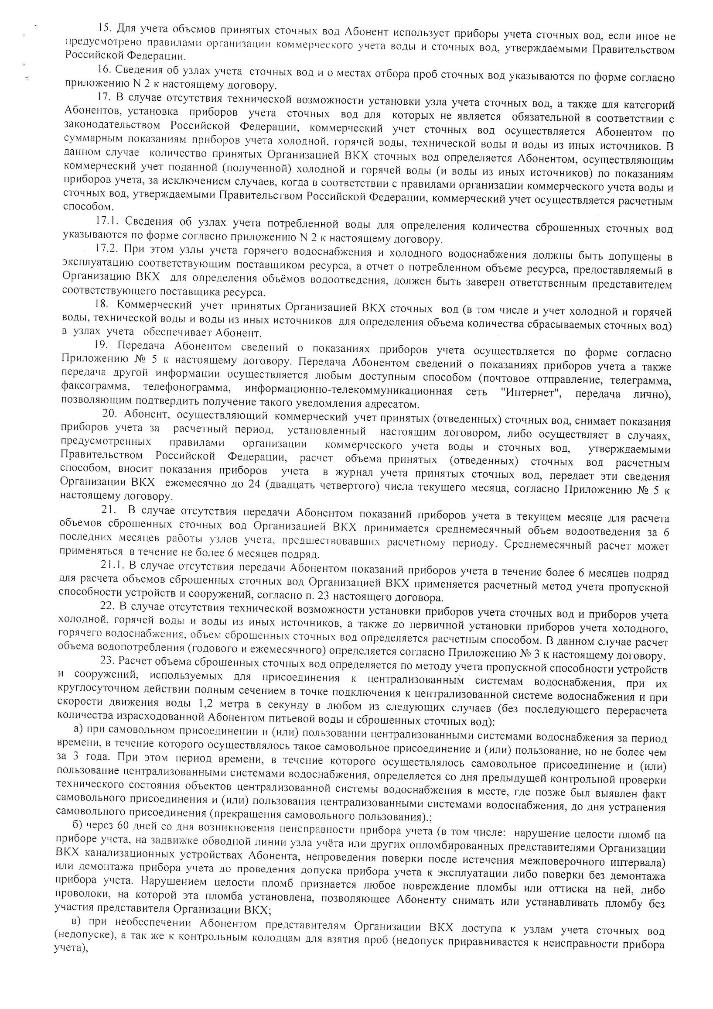 15. Для учета объемов принятых сточных вод Абонент использует приборы учета сточных вод, если иное не
предусмотрено правилами организации коммерческого учета воды и сточных вод, утверждаемыми Правительством
Российской Федерации.
16. Сведения об узлах учета сточных вод и о местах отбора проб сточных вод указываются по форме согласно
приложению N 2 к настоящему договору.
17. В случае отсутствия технической возможности установки узла учета сточных вод, а также для категорий
Абонентов, установка приборов учета сточных вод для которых не является обязательной в соответствии с
законодательством Российской Федерации, коммерческий учет сточных вод осуществляется Абонентом по
суммарным показаниям приборов учета холодной, горячей воды, технической воды и воды из иных источников. В
данном случае количество принятых Организацией ВКХ сточных вод определяется Абонентом, осуществляющим
коммерческий учет поданной (полученной) холодной и горячей воды (и воды из иных источников) по показаниям
приборов учета, за исключением случаев, когда в соответствии с правилами организации коммерческого учета воды и
сточных вод, утверждаемыми Правительством Российской Федерации, коммерческий учет осуществляется расчетным
способом.
17.1. Сведения об узлах учета потребленной воды для определения количества сброшенных сточных вод
указываются по форме согласно приложению N 2 к настоящему договору.
17.2. При этом узлы учета горячего водоснабжения и холодного водоснабжения должны быть допущены в
эксплуатацию соответствующим поставщиком ресурса, а отчет о потребленном объеме ресурса, предоставляемый в
Организацию ВКХ для определения объёмов водоотведения, должен быть заверен ответственным представителем
соответствующего поставщика ресурса.
18. Коммерческий учет принятых Организацией ВКХ сточных вод (в том числе и учет холодной и горячей
воды, технической воды и воды из иных источников для определения объема количества сбрасываемых сточных вод)
в узлах учета обеспечивает Абонент.
19. Передача Абонентом сведений о показаниях приборов учета осуществляется по форме согласно
Приложению № 5 к настоящему договору. Передача Абонентом сведений о показаниях приборов учета а также
передача другой информации осуществляется любым доступным способом (почтовое отправление, телеграмма,
факсограмма, телефонограмма, информационно-телекоммуникационная сеть "Интернет", передача лично),
позволяющим подтвердить получение такого уведомления адресатом.
20. Абонент, осуществляющий коммерческий учет принятых (отведенных) сточных вод, снимает показания
приборов учета за расчетный период, установленный настоящим договором, либо осуществляет в случаях,
предусмотренных правилами организации коммерческого учета воды и сточных вод, утверждаемыми
Правительством Российской Федерации, расчет объема принятых (отведенных) сточных вод расчетным
способом, вносит показания приборов учета в журнал учета принятых сточных вод, передает эти сведения
Организации ВКХ ежемесячно до 24 (двадцать четвертого) числа текущего месяца, согласно Приложению № 5 к
настоящему договору.
21. В случае отсутствия передачи Абонентом показаний приборов учета в текущем месяце для расчета
объемов сброшенных сточных вод Организацией ВКХ принимается среднемесячный объем водоотведения за 6
последних месяцев работы узлов учета, предшествовавших расчетному периоду. Среднемесячный расчет может
применяться в течение не более 6 месяцев подряд.
21.1. В случае отсутствия передачи Абонентом показаний приборов учета в течение более 6 месяцев подряд
для расчета объемов сброшенных сточных вод Организацией ВКХ применяется расчетный метод учета пропускной
способности устройств и сооружений, согласно п. 23 настоящего договора.
22. В случае отсутствия технической возможности установки приборов учета сточных вод и приборов учета
холодной, горячей воды и воды из иных источников, а также до первичной установки приборов учета холодного,
горячего водоснабжения, объем сброшенных сточных вод определяется расчетным способом. В данном случае расчет
объема водопотребления (годового и ежемесячного) определяется согласно Приложению № 3 к настоящему договору.
23. Расчет объема сброшенных сточных вод определяется по методу учета пропускной способности устройств
и сооружений, используемых для присоединения к централизованным системам водоснабжения, при их
круглосуточном действии полным сечением в точке подключения к централизованной системе водоснабжения и при
скорости движения воды 1,2 метра в секунду в любом из следующих случаев (без последующего перерасчета
количества израсходованной Абонентом питьевой воды и сброшенных сточных вод):
а) при самовольном присоединении и (или) пользовании централизованными системами водоснабжения за период
времени, в течение которого осуществлялось такое самовольное присоединение и (или) пользование, но не более чем
за 3 года. При этом период времени, в течение которого осуществлялось самовольное присоединение и (или)
пользование централизованными системами водоснабжения, определяется со дня предыдущей контрольной проверки
технического состояния объектов централизованной системы водоснабжения в месте, где позже был выявлен факт
самовольного присоединения и (или) пользования централизованными системами водоснабжения, до дня устранения
самовольного присоединения (прекращения самовольного пользования).;
б) через 60 дней со дня возникновения неисправности прибора учета (в том числе: нарушение целости пломб на
приборе учета, на задвижке обводной линии узла учёта или других опломбированных представителями Организации
ВКХ канализационных устройствах Абонента, непроведения поверки после истечения межповерочного интервала)
или демонтажа прибора учета до проведения допуска прибора учета к эксплуатации либо поверки без демонтажа
прибора учета. Нарушением целости пломб признается любое повреждение пломбы или оттиска на ней, либо
проволоки, на которой эта пломба установлена, позволяющее Абоненту снимать или устанавливать пломбу без
участия представителя Организации ВКХ;
в) при необеспечении Абонентом представителям Организации ВКХ доступа к узлам учета сточных вод
(недопуске), а так же к контрольным колодцам для взятия проб (недопуск приравнивается к неисправности прибора
учета),